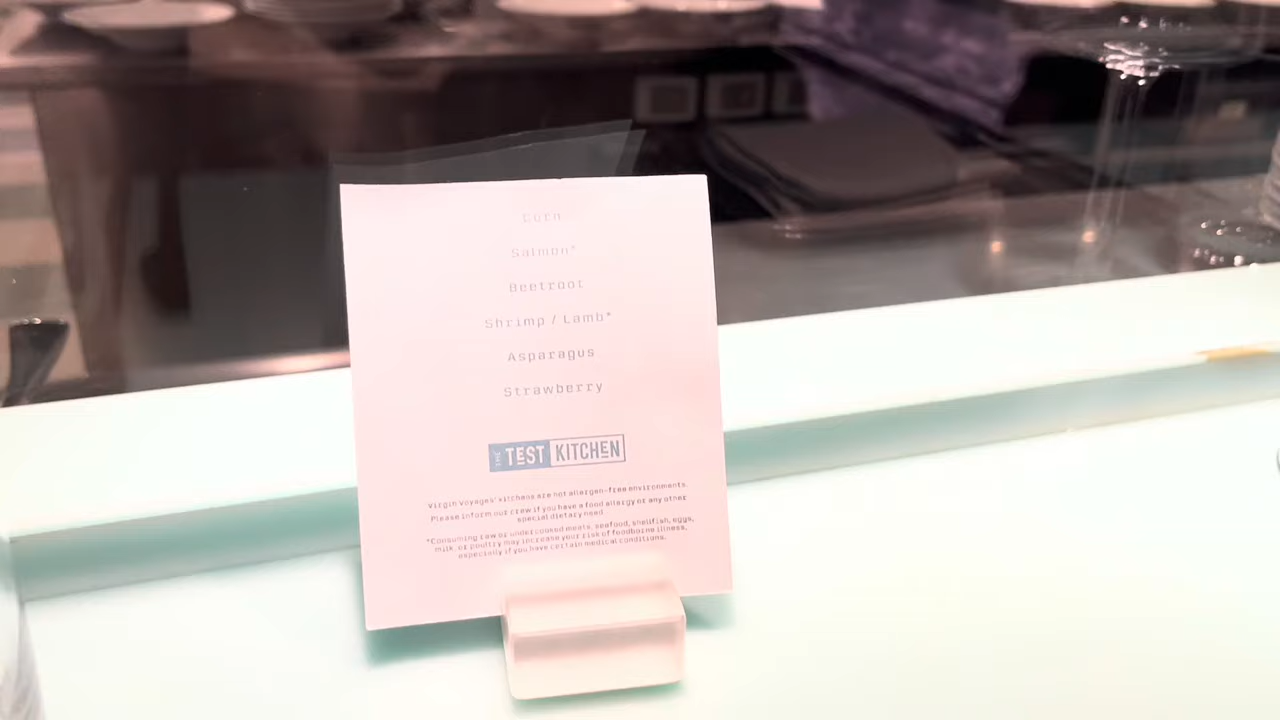 Corn
Salmon*
Beetroot
Shrimp / Lamb*
Asparagus
Strawberry
THE TEST KITCHEN
Virgin Voyages' kitchens are not allergen-free environments.
Please inform our crew if you have a food allergy or any other
special dietary need.
*Consuming raw or undercooked meats, seafood, shellfish, eggs,
milk, or poultry may increase your risk of foodborne illness,
especially if you have certain medical conditions.